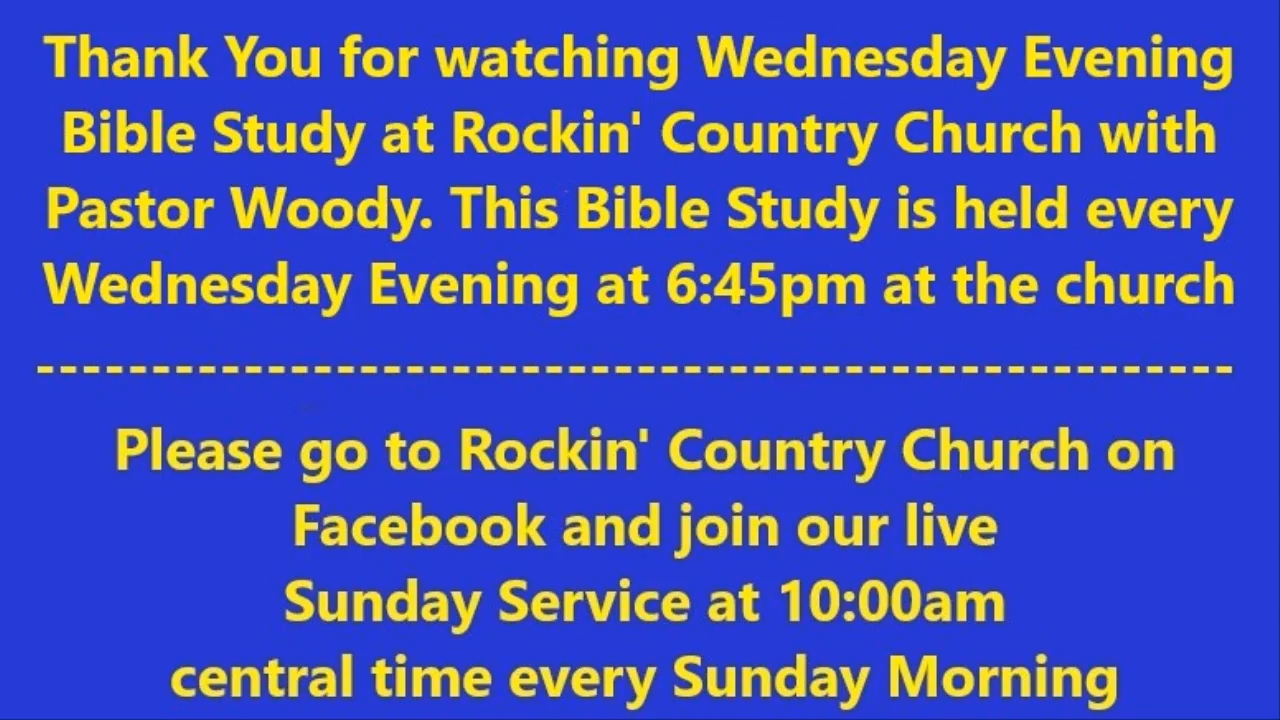 Thank You for watching Wednesday Evening
Bible Study at Rockin' Country Church with
Pastor Woody. This Bible Study is held every
Wednesday Evening at 6:45pm at the church
----------------------------------------------------
Please go to Rockin' Country Church on
Facebook and join our live
Sunday Service at 10:00am
central time every Sunday Morning